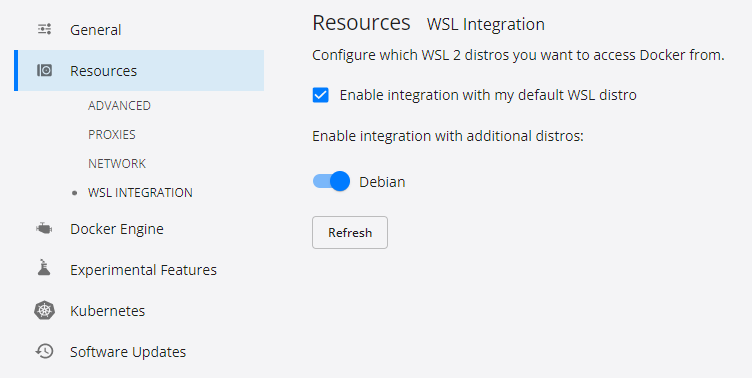 General
Resources
ADVANCED
PROXIES
NETWORK
WSL INTEGRATION
Docker Engine
Experimental Features
Kubernetes
Software Updates
Resources WSL Integration
Configure which WSL 2 distros you want to access Docker from.
Enable integration with my default WSL distro
Enable integration with additional distros:
Debian
Refresh